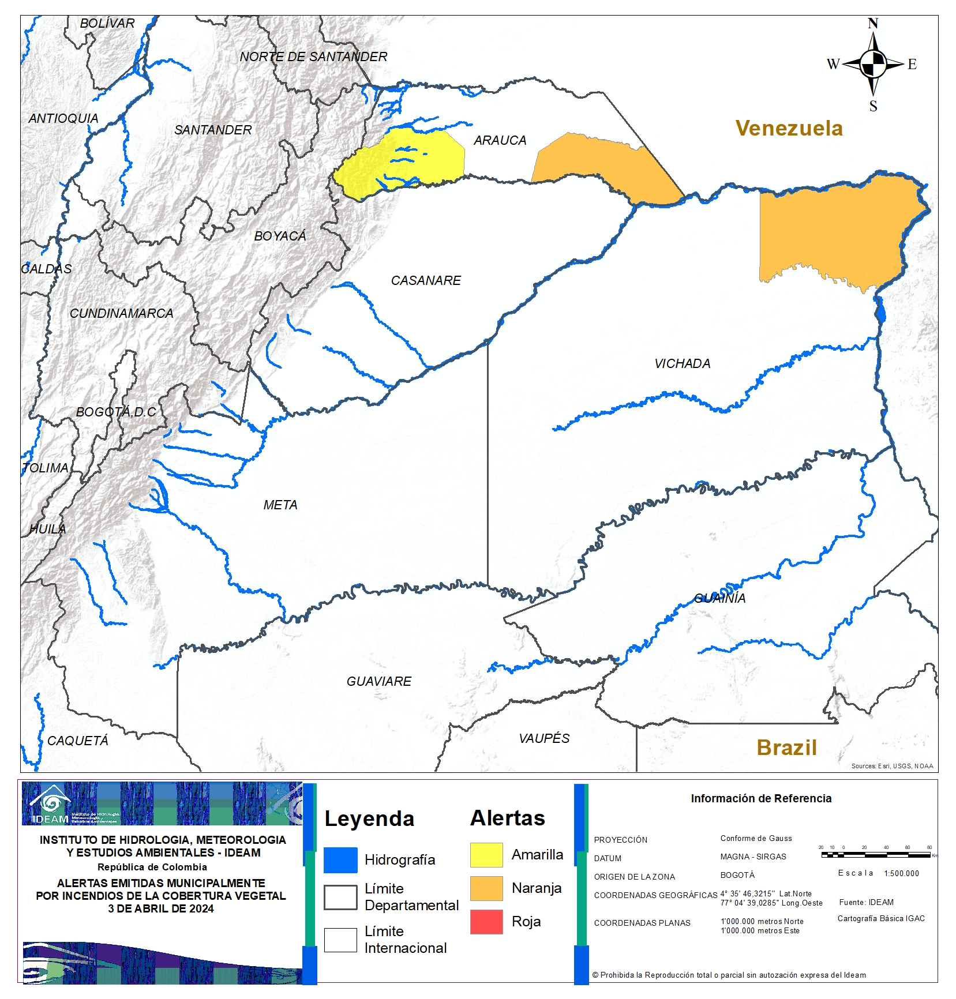 BOLÍVAR
N
NORTE DE SANTANDER
W
E
S
ANTIOQUIA
SANTANDER
Venezuela
ARAUCA
BOYACÁ
CALDAS
CASANARE
CUNDINAMARCA
VICHADA
BOGOTÁ,D.C
TOLIMA
META
HUILA
GUAINÍA
GUAVIARE
VAUPÉS
CAQUETÁ
Brazil
Sources: Esri, USGS, NOAA
IDEAM
Instituto de Hidrología,
Meteorología y
Estudios Ambientales
INSTITUTO DE HIDROLOGIA, METEOROLOGIA
Y ESTUDIOS AMBIENTALES - IDEAM
República de Colombia
ALERTAS EMITIDAS MUNICIPALMENTE
POR INCENDIOS DE LA COBERTURA VEGETAL
3 DE ABRIL DE 2024
Leyenda
Hidrografía
Límite
Departamental
Límite
Internacional
Alertas
Amarilla
Naranja
Roja
Información de Referencia
PROYECCIÓN Conforme de Gauss
DATUM MAGNA - SIRGAS
ORIGEN DE LA ZONA BOGOTÁ
COORDENADAS GEOGRÁFICAS 4° 35' 46,3215'' Lat.Norte
77° 04' 39,0285" Long.Oeste
COORDENADAS PLANAS 1'000.000 metros Norte
1'000.000 metros Este
20 10 0 20 40 60 80
Km
Escala 1:500.000
Fuente: IDEAM
Cartografía Básica IGAC
© Prohibida la Reproducción total o parcial sin autozación expresa del Ideam